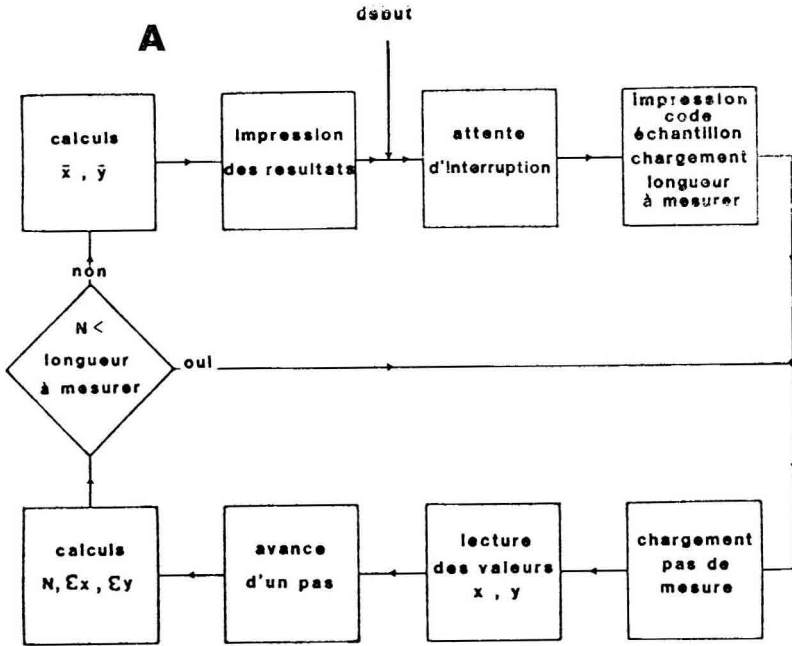 A
début
calculs
x̄ , ȳ
impression
des resultats
attente
d'interruption
impression
code
échantillon
chargement
longueur
à mesurer
non
N <
longueur
à mesurer
oui
calculs
N, Σx , Σy
avance
d'un pas
lecture
des valeurs
x , y
chargement
pas de
mesure